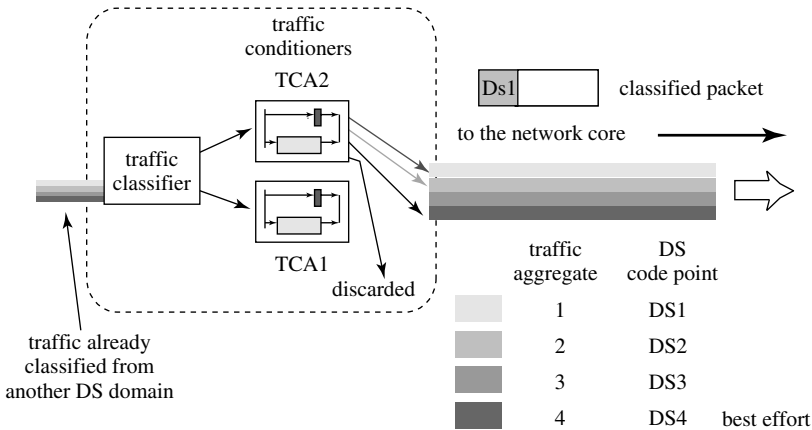 traffic
conditioners
TCA2
Ds1
classified packet
to the network core
traffic
classifier
TCA1
discarded
traffic already
classified from
another DS domain
traffic
aggregate
DS
code point
1 DS1
2 DS2
3 DS3
4 DS4 best effort